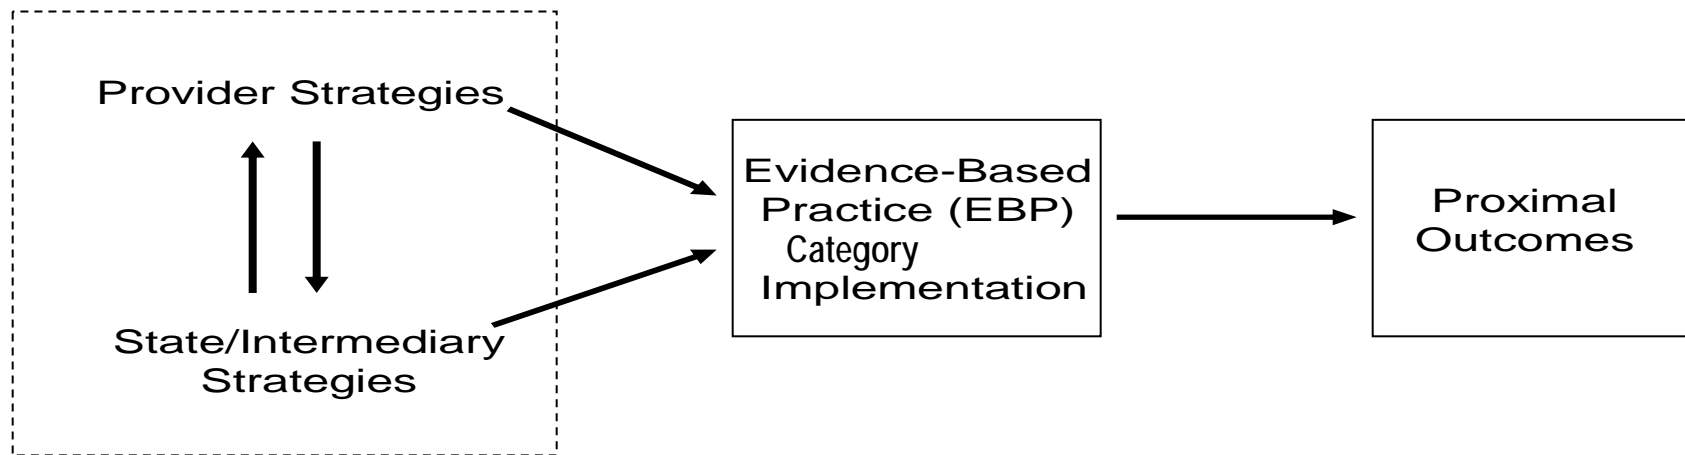 Provider Strategies
State/Intermediary
Strategies
Evidence-Based
Practice (EBP)
Category
Implementation
Proximal
Outcomes